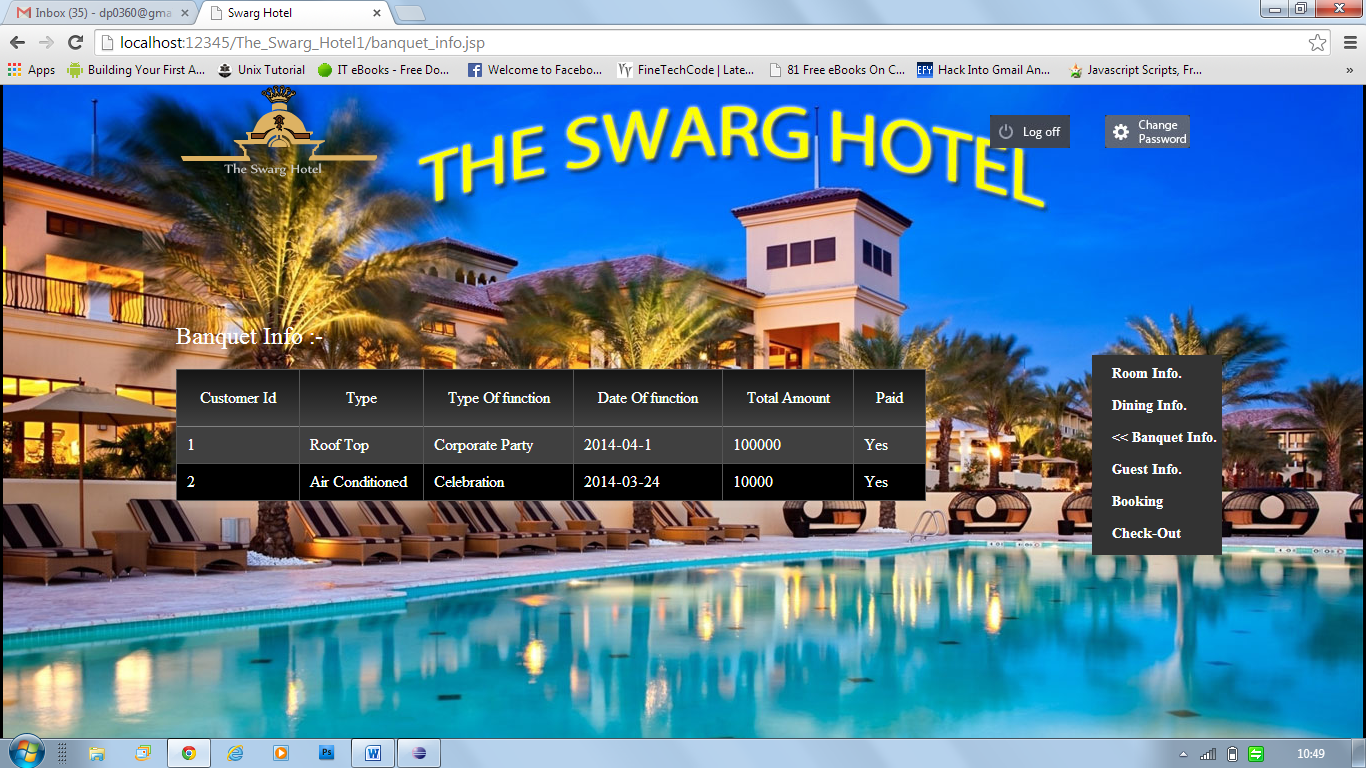 Inbox (35) - dp0360@gma
Swarg Hotel
localhost:12345/The_Swarg_Hotel1/banquet_info.jsp
Apps Building Your First A... Unix Tutorial IT eBooks - Free Do... Welcome to Facebo... FineTechCode | Late... 81 Free eBooks On C... EFY Hack Into Gmail An... Javascript Scripts, Fr... »
The Swarg Hotel
THE SWARG HOTEL
Log off
Change
Password
Banquet Info :-
Customer Id Type Type Of function Date Of function Total Amount Paid
1 Roof Top Corporate Party 2014-04-1 100000 Yes
2 Air Conditioned Celebration 2014-03-24 10000 Yes
Room Info.
Dining Info.
<< Banquet Info.
Guest Info.
Booking
Check-Out
Ps W 10:49